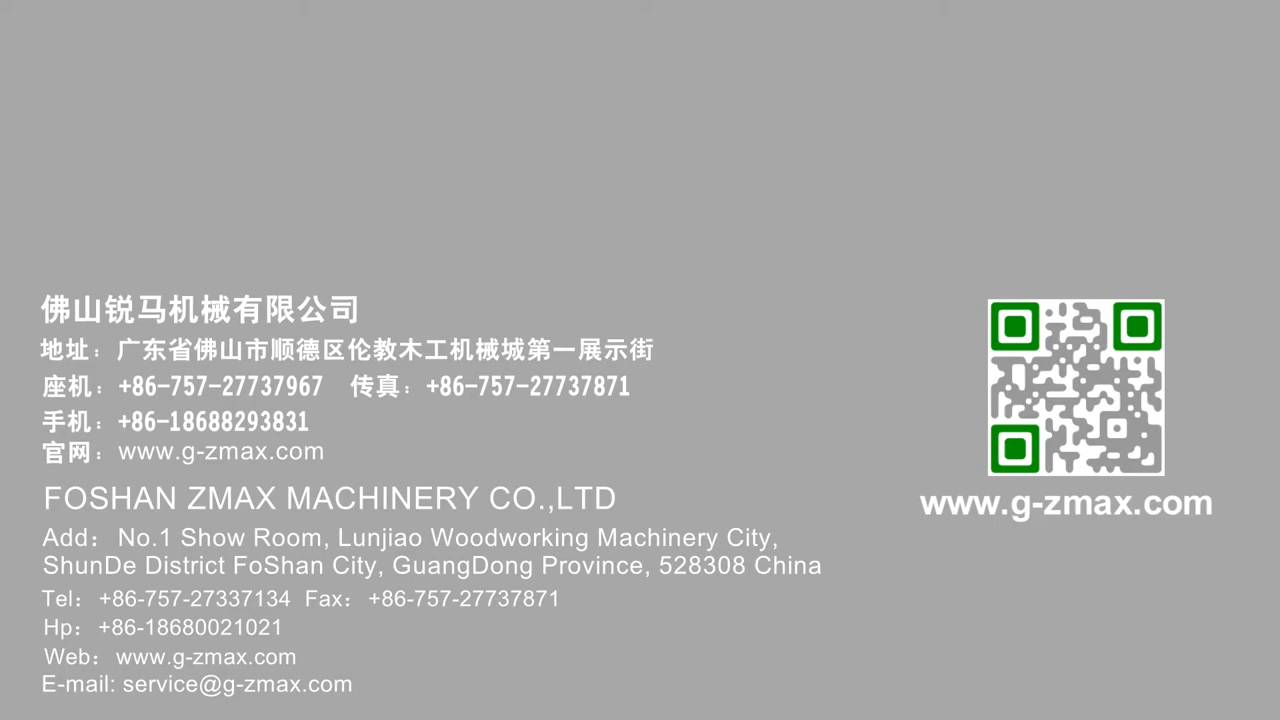 佛山锐马机械有限公司
地址：广东省佛山市顺德区伦教木工机械城第一展示街
座机：+86-757-27737967 传真：+86-757-27737871
手机：+86-18688293831
官网：www.g-zmax.com
FOSHAN ZMAX MACHINERY CO.,LTD
Add： No.1 Show Room, Lunjiao Woodworking Machinery City,
ShunDe District FoShan City, GuangDong Province, 528308 China
Tel： +86-757-27337134 Fax： +86-757-27737871
Hp： +86-18680021021
Web： www.g-zmax.com
E-mail: service@g-zmax.com
www.g-zmax.com